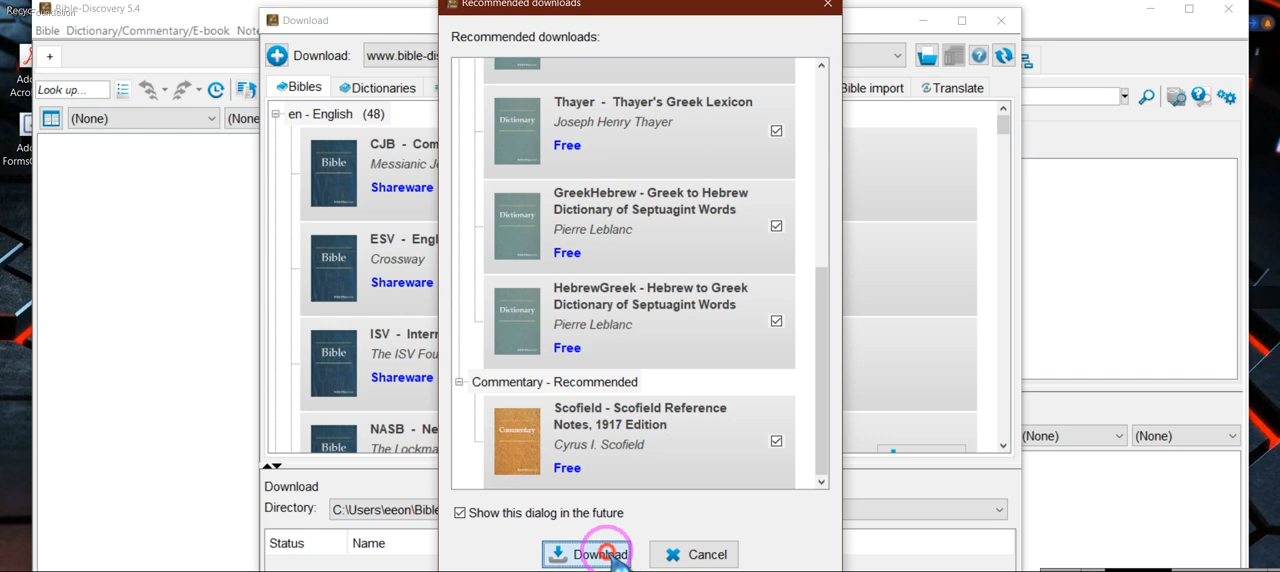 Bible-Discovery 5.4
Bible Dictionary/Commentary/E-book Note
+
Look up...
(None)
(None
Download
Download:
www.bible-dis
Bibles
Dictionaries
Bible import
Translate
en - English (48)
Bible
CJB - Com
Messianic Je
Shareware
Bible
ESV - Engl
Crossway
Shareware
Bible
ISV - Intern
The ISV Fou
Shareware
Bible
NASB - Ne
The Lockma
Download
Directory:
C:\Users\eeon\Bible
Status
Name
Recommended downloads
Recommended downloads:
Dictionary
Thayer - Thayer's Greek Lexicon
Joseph Henry Thayer
Free
Dictionary
GreekHebrew - Greek to Hebrew
Dictionary of Septuagint Words
Pierre Leblanc
Free
Dictionary
HebrewGreek - Hebrew to Greek
Dictionary of Septuagint Words
Pierre Leblanc
Free
Commentary - Recommended
Commentary
Scofield - Scofield Reference
Notes, 1917 Edition
Cyrus I. Scofield
Free
Show this dialog in the future
Download
Cancel
(None)
(None)